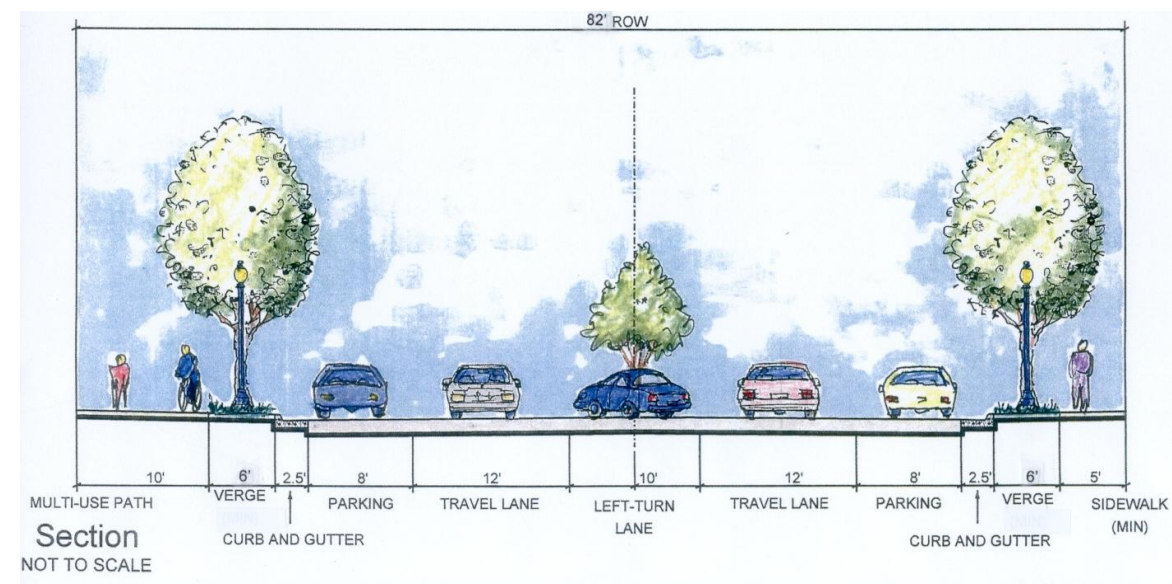 82' ROW
10' 6' 2.5' 8' 12' 10' 12' 8' 2.5' 6' 5'
MULTI-USE PATH
VERGE
PARKING
TRAVEL LANE
LEFT-TURN
LANE
TRAVEL LANE
PARKING
VERGE
SIDEWALK
(MIN)
CURB AND GUTTER
CURB AND GUTTER
Section
NOT TO SCALE